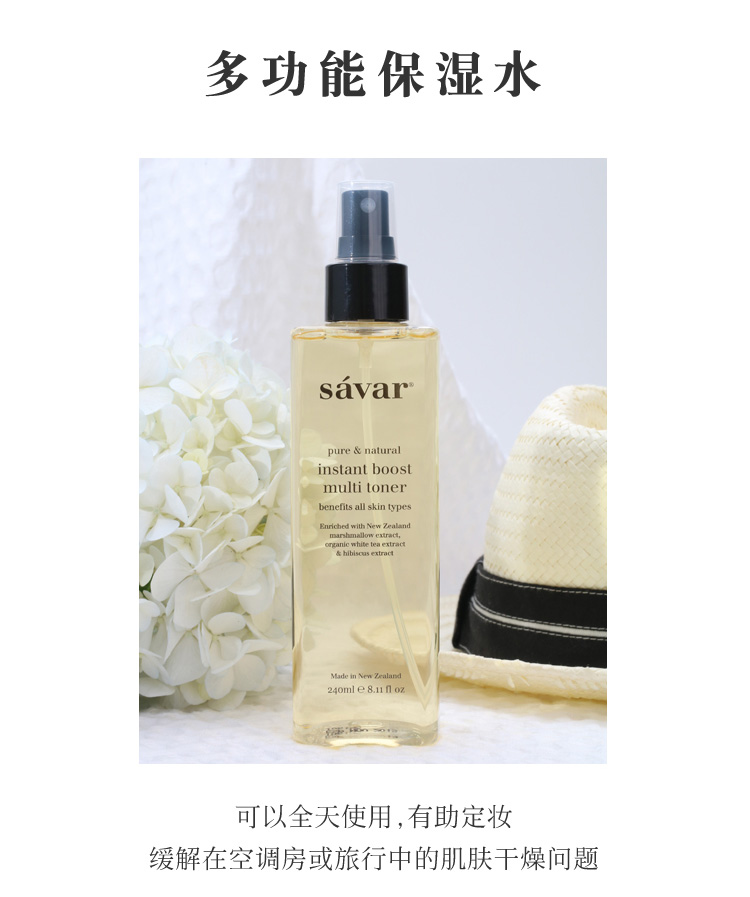 多功能保湿水
sávar®
pure & natural
instant boost
multi toner
benefits all skin types
Enriched with New Zealand
marshmallow extract,
organic white tea extract
& hibiscus extract
Made in New Zealand
240ml ℮ 8.11 fl oz
可以全天使用,有助定妆
缓解在空调房或旅行中的肌肤干燥问题